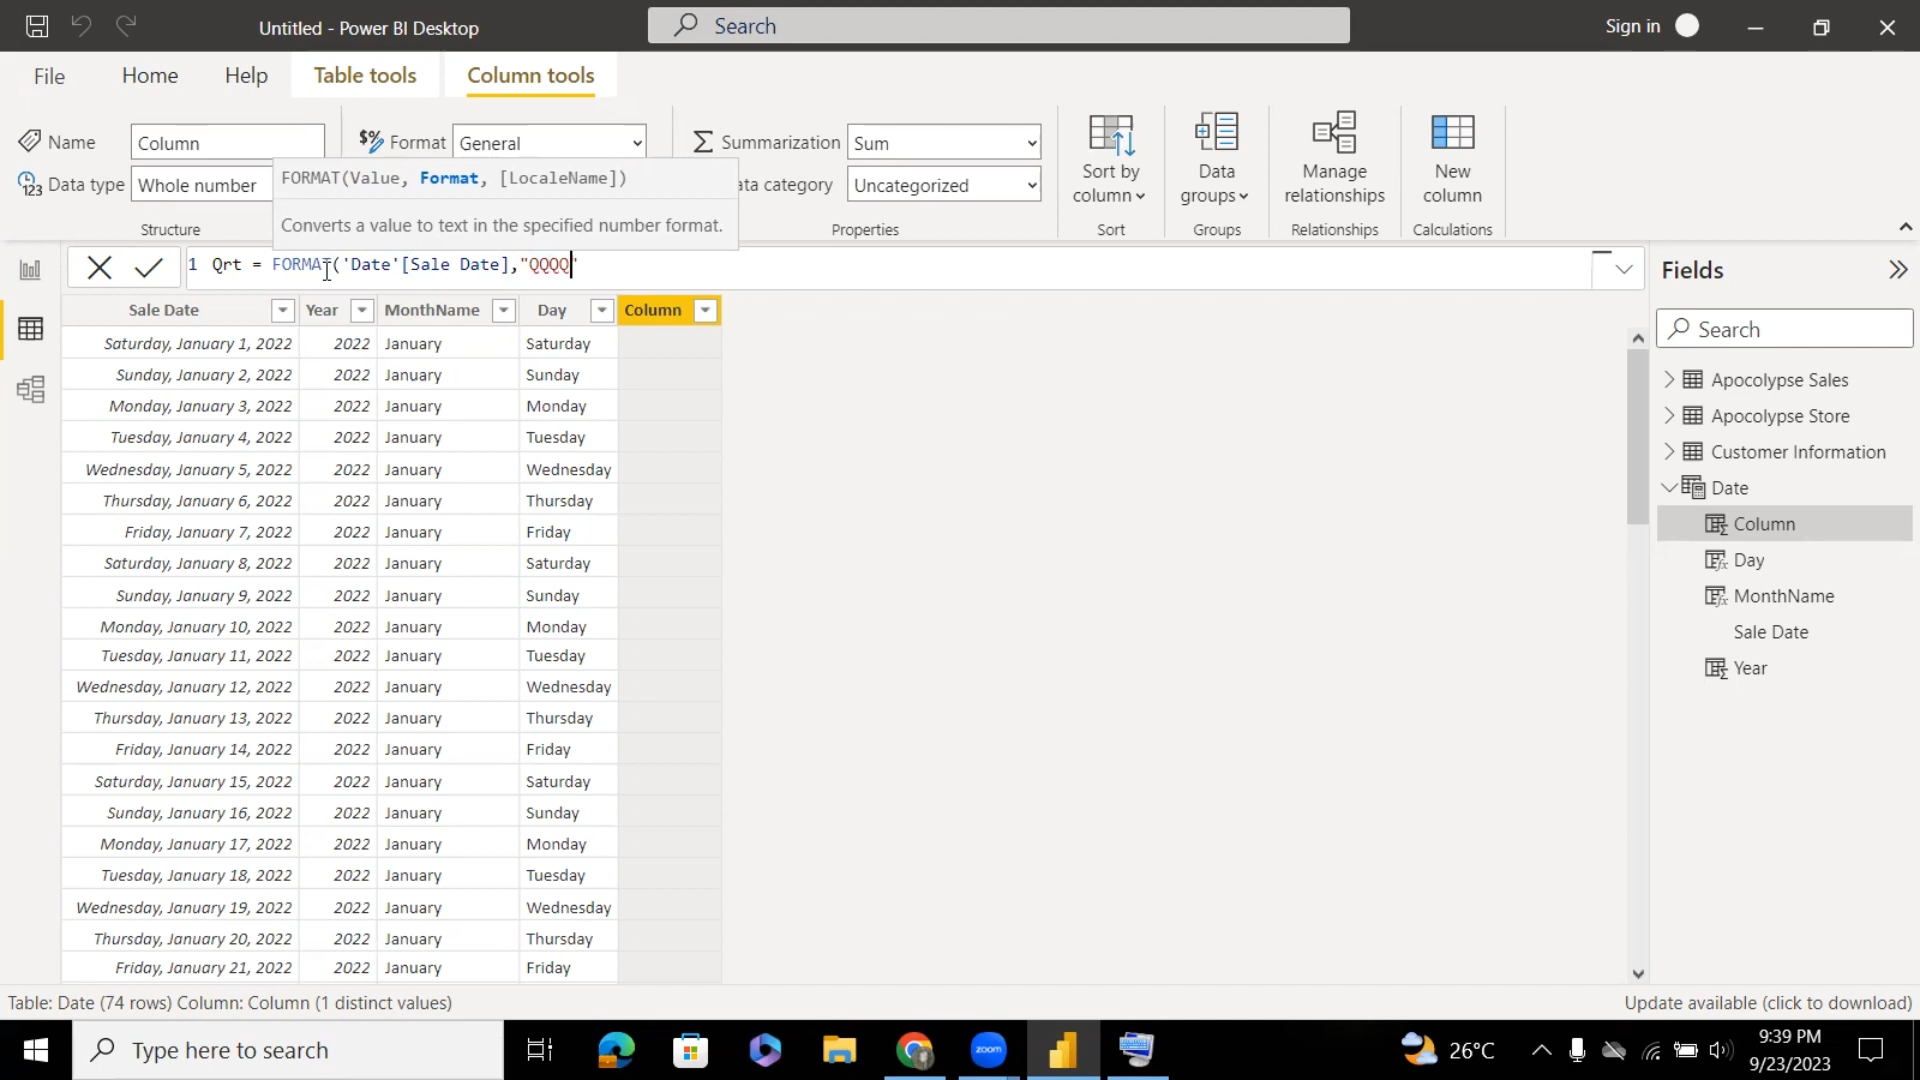 Untitled - Power BI Desktop
Search
Sign in
File
Home
Help
Table tools
Column tools
Name
Column
Format
General
Summarization
Sum
Data type
Whole number
ata category
Uncategorized
Sort by
column
Data
groups
Manage
relationships
New
column
Structure
Properties
Sort
Groups
Relationships
Calculations
FORMAT(Value, Format, [LocaleName])
Converts a value to text in the specified number format.
1 Qrt = FORMAT('Date'[Sale Date],"QQQQ"
Sale Date Year MonthName Day Column
Saturday, January 1, 2022 2022 January Saturday
Sunday, January 2, 2022 2022 January Sunday
Monday, January 3, 2022 2022 January Monday
Tuesday, January 4, 2022 2022 January Tuesday
Wednesday, January 5, 2022 2022 January Wednesday
Thursday, January 6, 2022 2022 January Thursday
Friday, January 7, 2022 2022 January Friday
Saturday, January 8, 2022 2022 January Saturday
Sunday, January 9, 2022 2022 January Sunday
Monday, January 10, 2022 2022 January Monday
Tuesday, January 11, 2022 2022 January Tuesday
Wednesday, January 12, 2022 2022 January Wednesday
Thursday, January 13, 2022 2022 January Thursday
Friday, January 14, 2022 2022 January Friday
Saturday, January 15, 2022 2022 January Saturday
Sunday, January 16, 2022 2022 January Sunday
Monday, January 17, 2022 2022 January Monday
Tuesday, January 18, 2022 2022 January Tuesday
Wednesday, January 19, 2022 2022 January Wednesday
Thursday, January 20, 2022 2022 January Thursday
Friday, January 21, 2022 2022 January Friday
Fields
Search
Apocolypse Sales
Apocolypse Store
Customer Information
Date
Column
Day
MonthName
Sale Date
Year
Table: Date (74 rows) Column: Column (1 distinct values)
Update available (click to download)
Type here to search
zoom
26°C
9:39 PM
9/23/2023